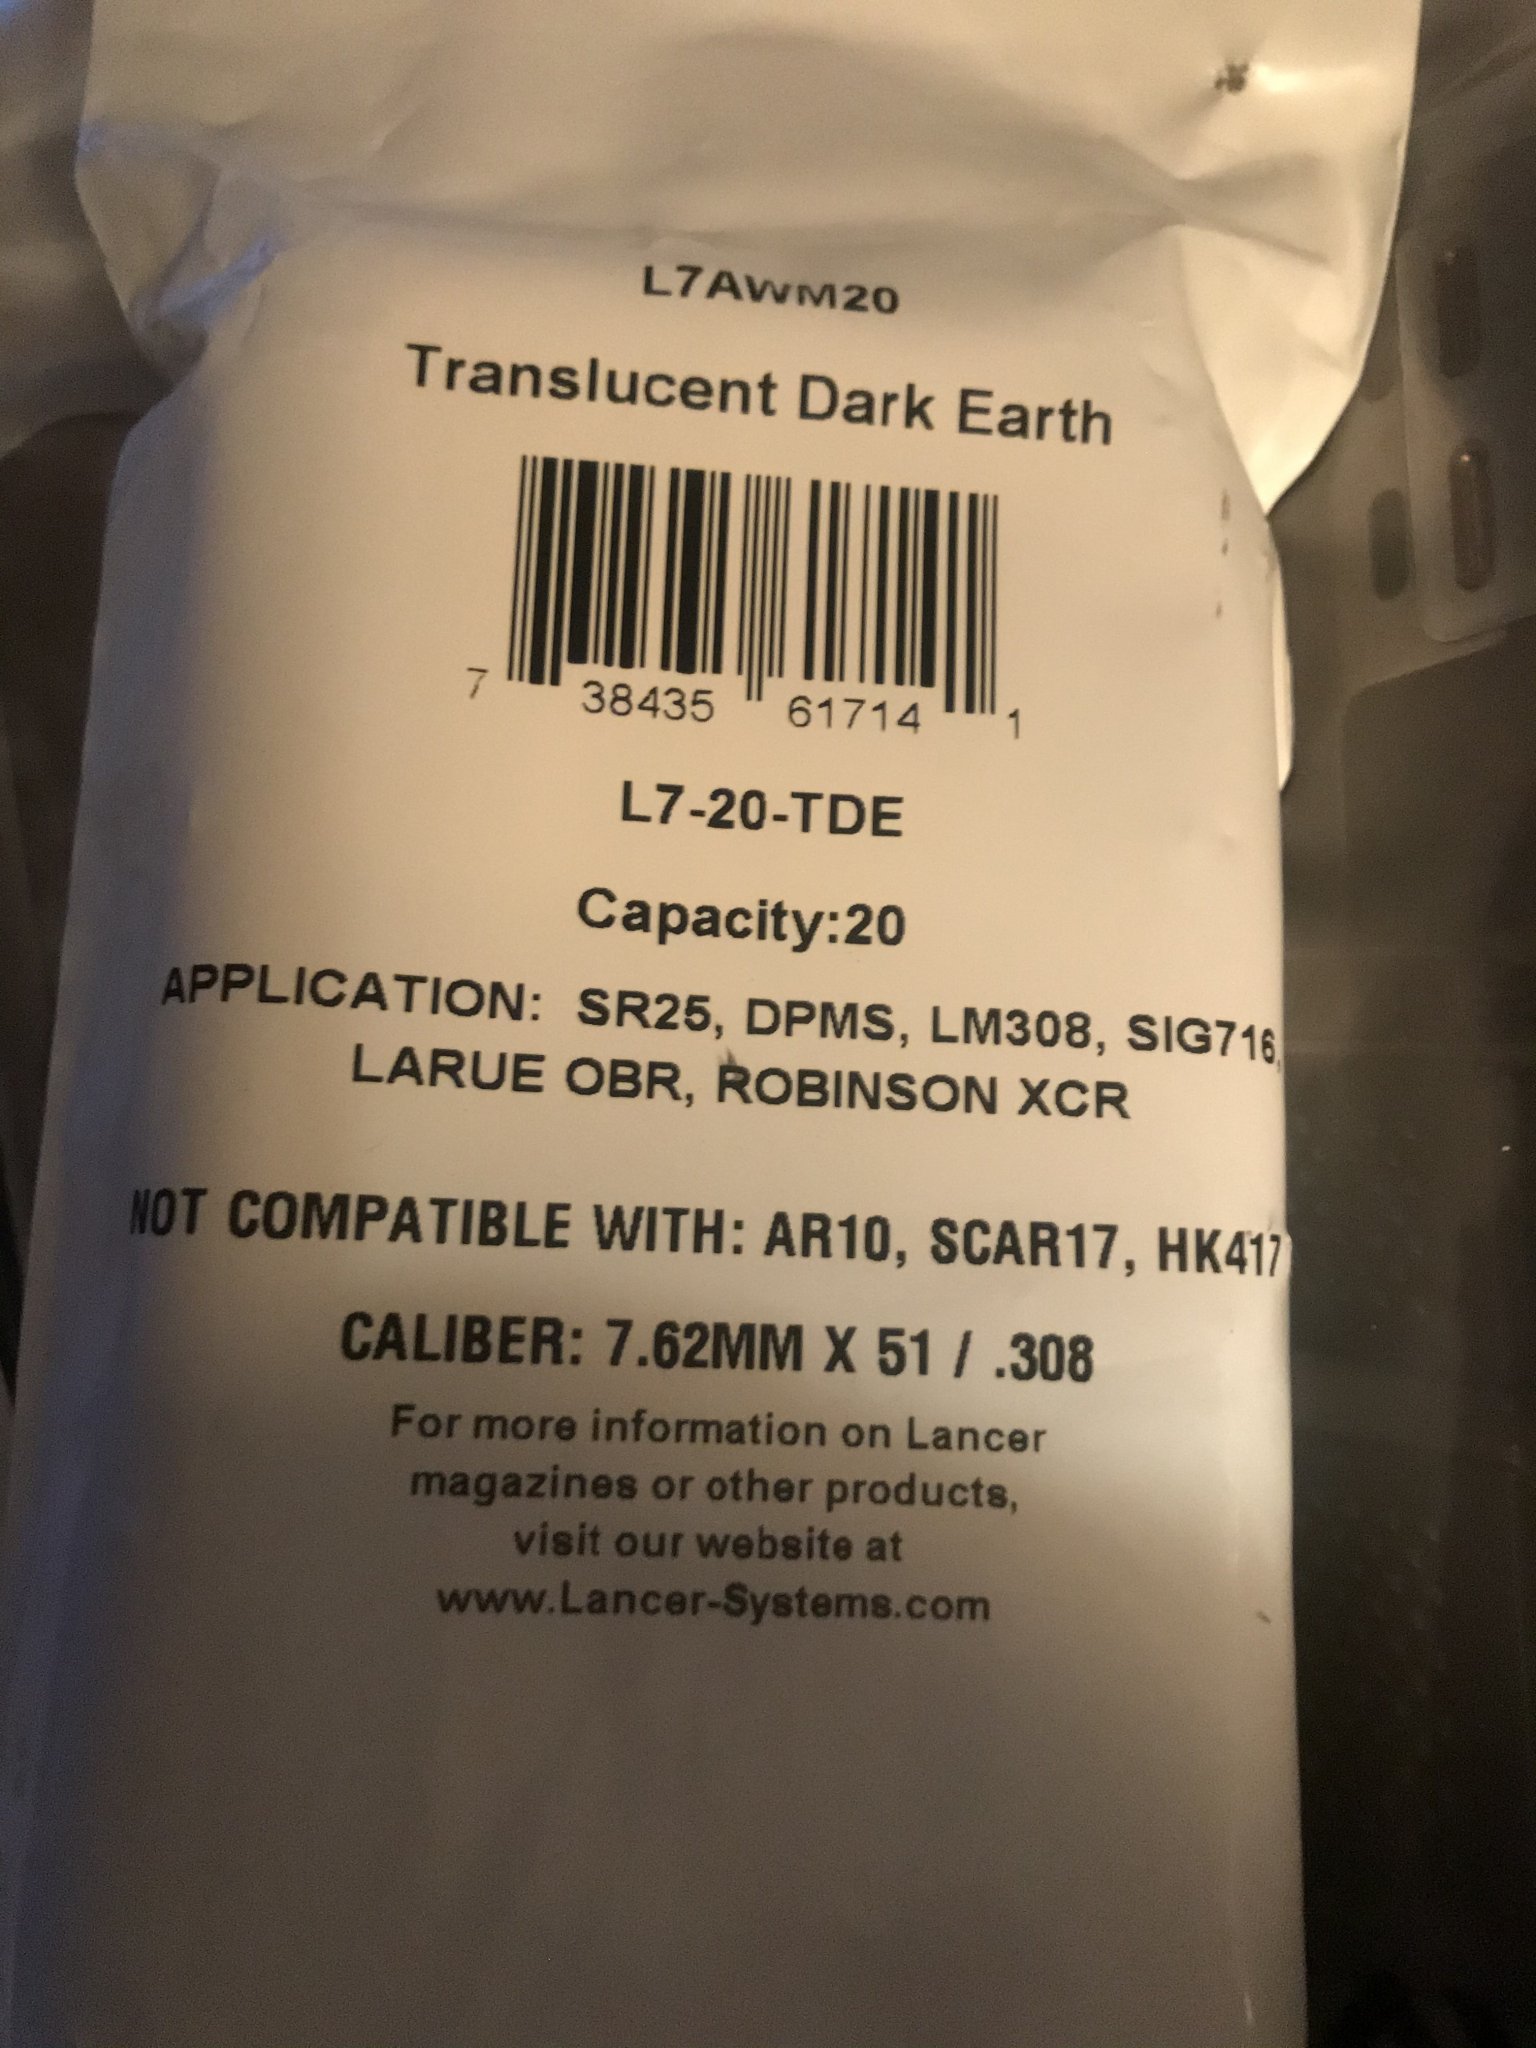 L7AWM20
Translucent Dark Earth
7 38435 61714 1
L7-20-TDE
Capacity:20
APPLICATION: SR25, DPMS, LM308, SIG716,
LARUE OBR, ROBINSON XCR
NOT COMPATIBLE WITH: AR10, SCAR17, HK417
CALIBER: 7.62MM X 51 / .308
For more information on Lancer
magazines or other products,
visit our website at
www.Lancer-Systems.com